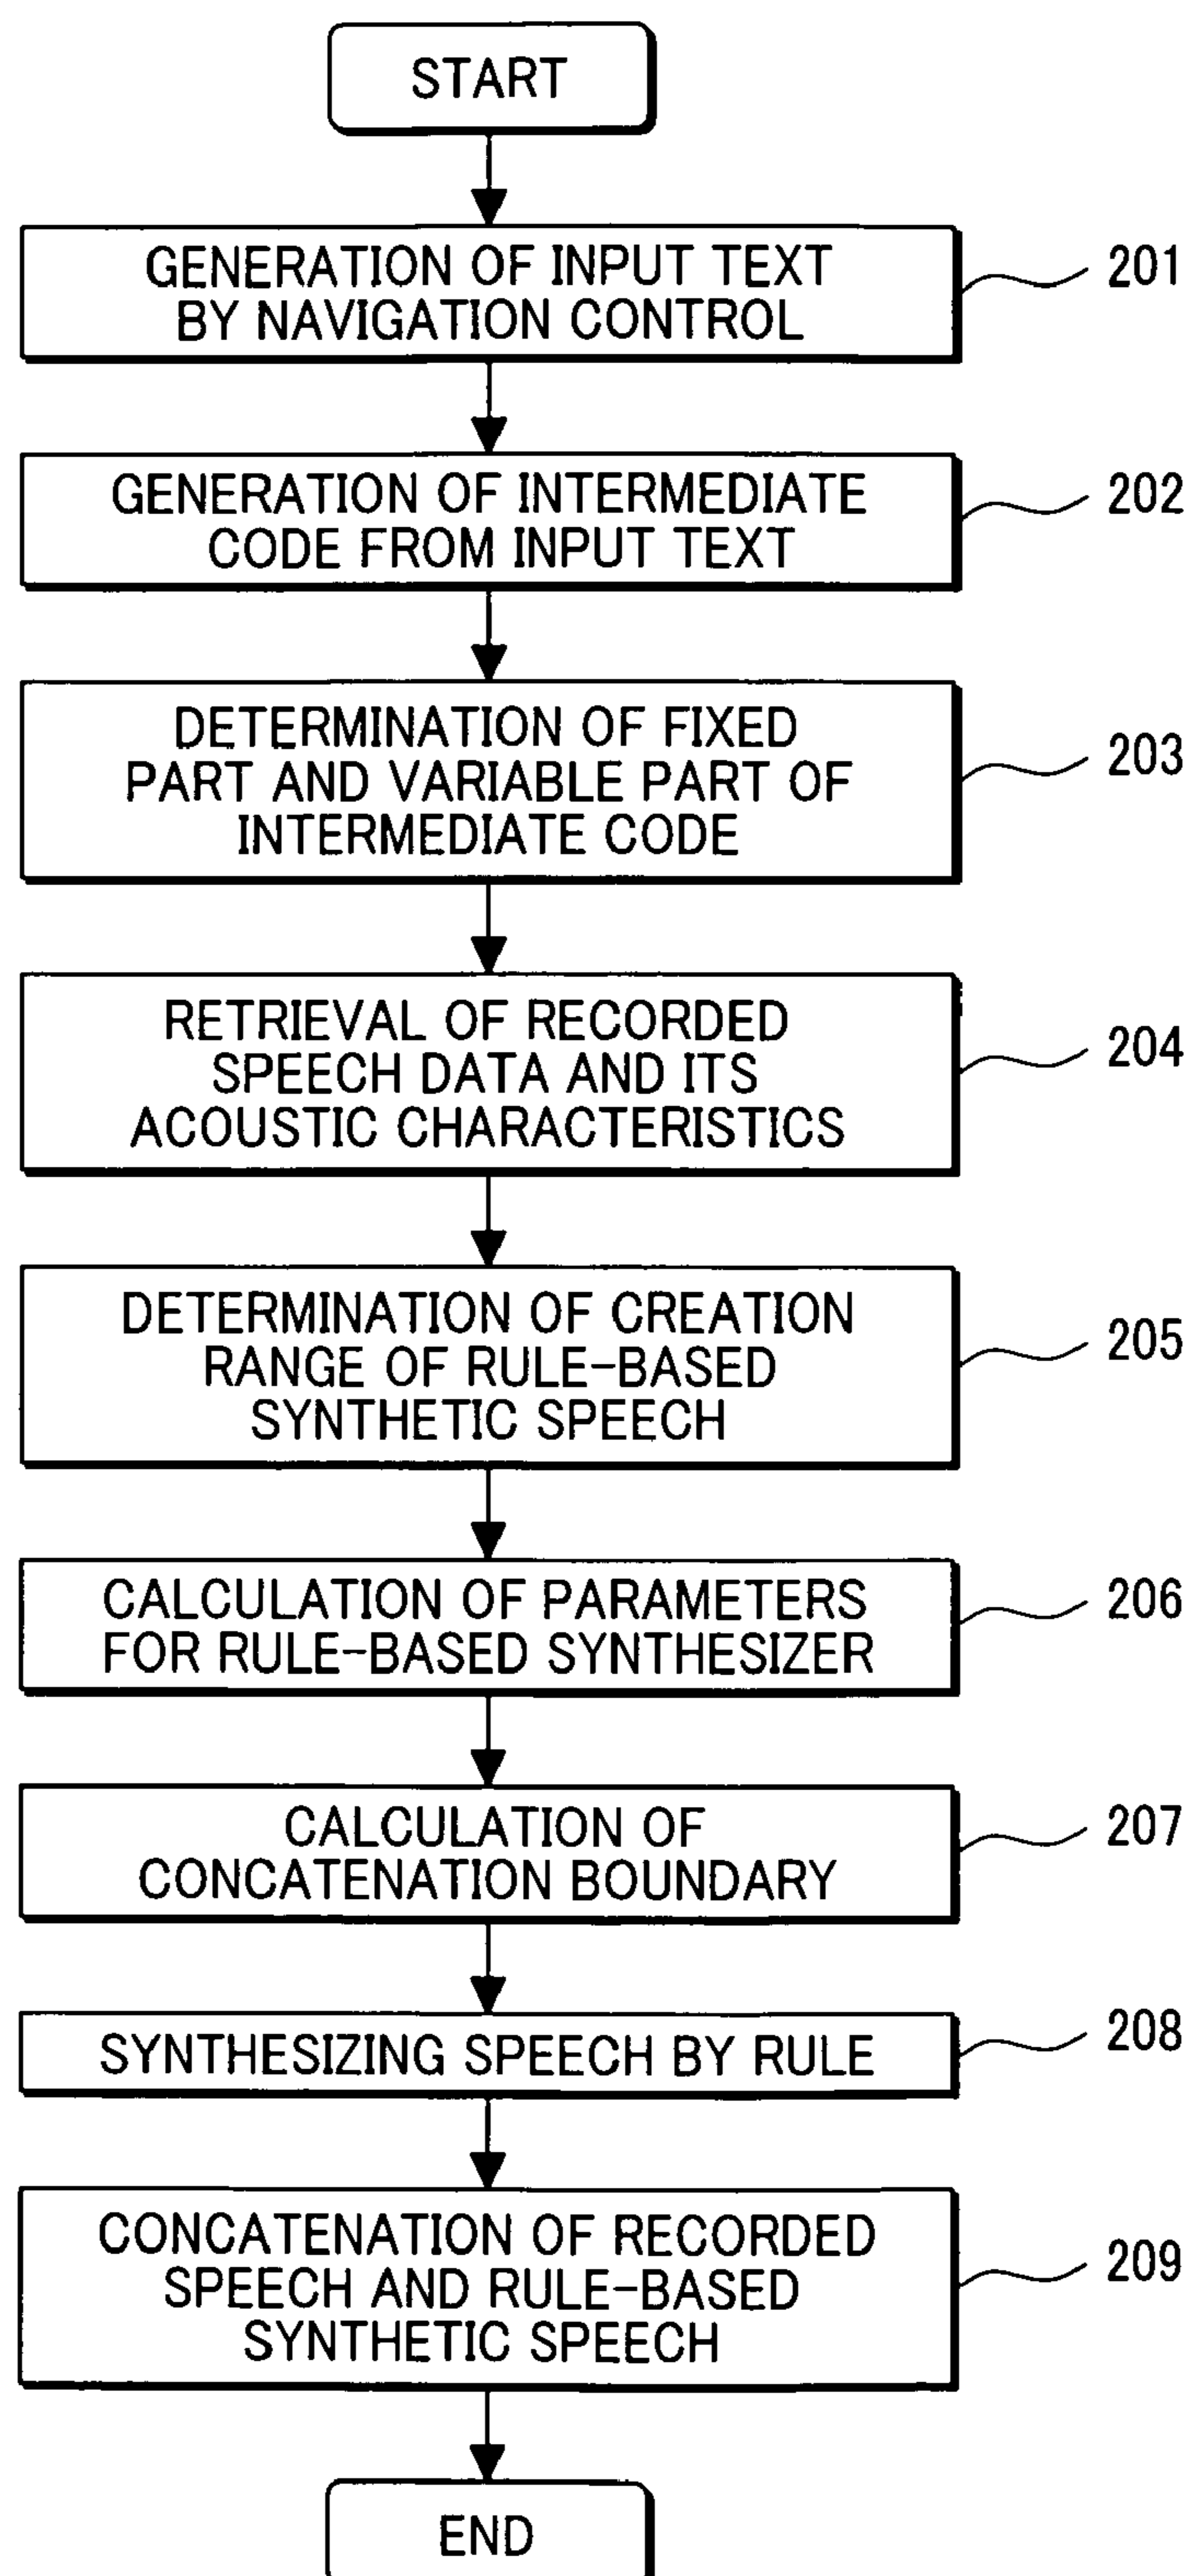 START
GENERATION OF INPUT TEXT
BY NAVIGATION CONTROL
201
GENERATION OF INTERMEDIATE
CODE FROM INPUT TEXT
202
DETERMINATION OF FIXED
PART AND VARIABLE PART OF
INTERMEDIATE CODE
203
RETRIEVAL OF RECORDED
SPEECH DATA AND ITS
ACOUSTIC CHARACTERISTICS
204
DETERMINATION OF CREATION
RANGE OF RULE-BASED
SYNTHETIC SPEECH
205
CALCULATION OF PARAMETERS
FOR RULE-BASED SYNTHESIZER
206
CALCULATION OF
CONCATENATION BOUNDARY
207
SYNTHESIZING SPEECH BY RULE
208
CONCATENATION OF RECORDED
SPEECH AND RULE-BASED
SYNTHETIC SPEECH
209
END